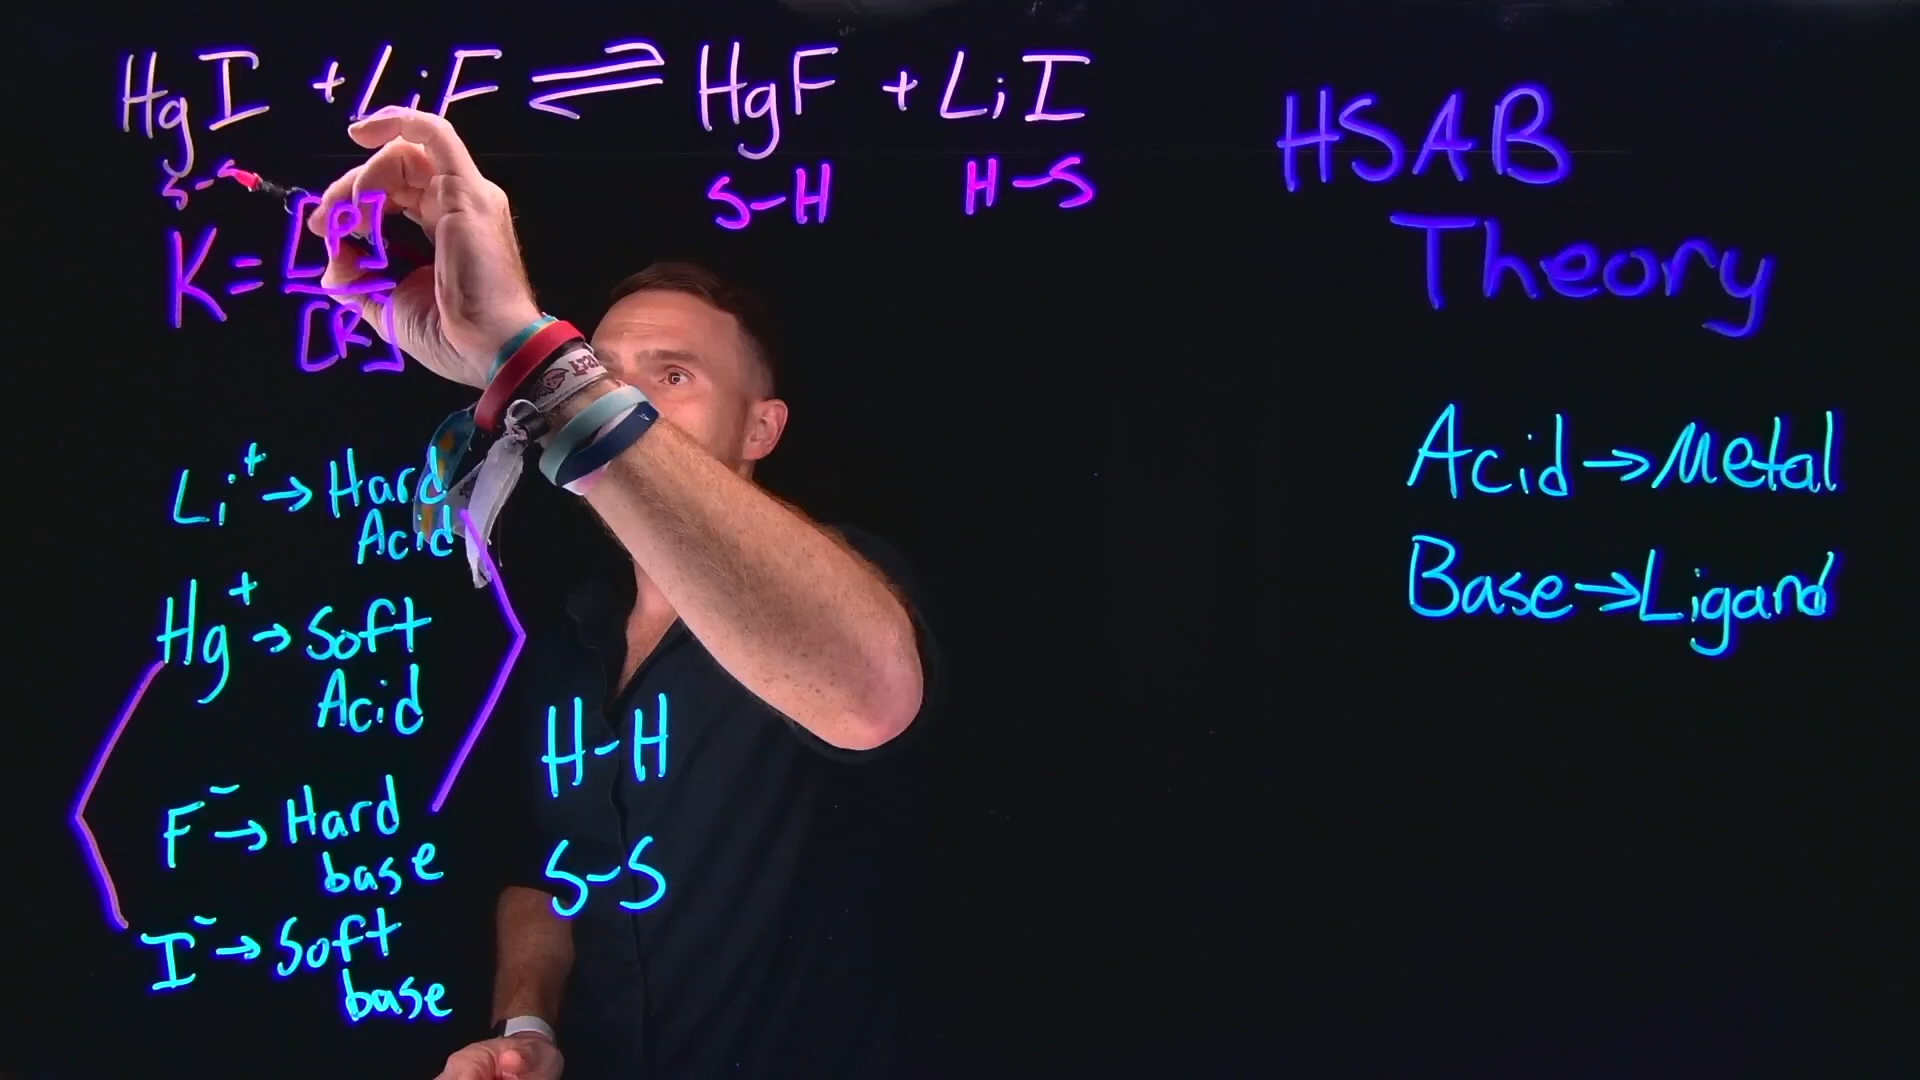 HgI + LiF ⇌ HgF + LiI
S-S
S-H
H-S
K = [P]
[R]
Li⁺ → Hard
Acid
Hg⁺ → Soft
Acid
F⁻ → Hard
base
I⁻ → Soft
base
H-H
S-S
HSAB
Theory
Acid → Metal
Base → Ligand